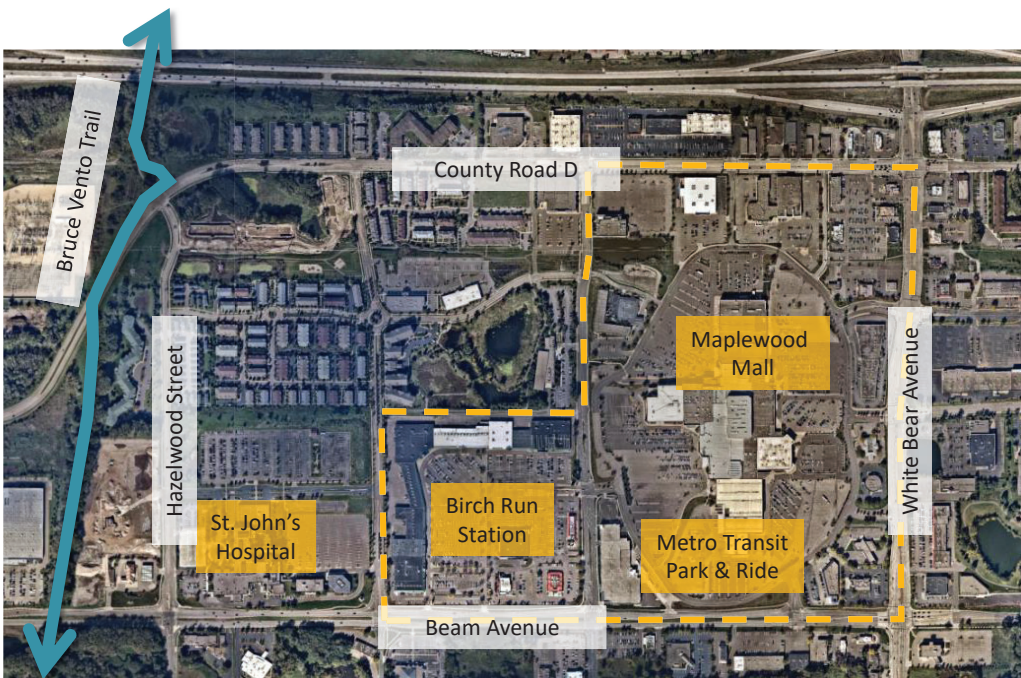 Bruce Vento Trail
County Road D
Hazelwood Street
Maplewood
Mall
White Bear Avenue
St. John’s
Hospital
Birch Run
Station
Metro Transit
Park & Ride
Beam Avenue